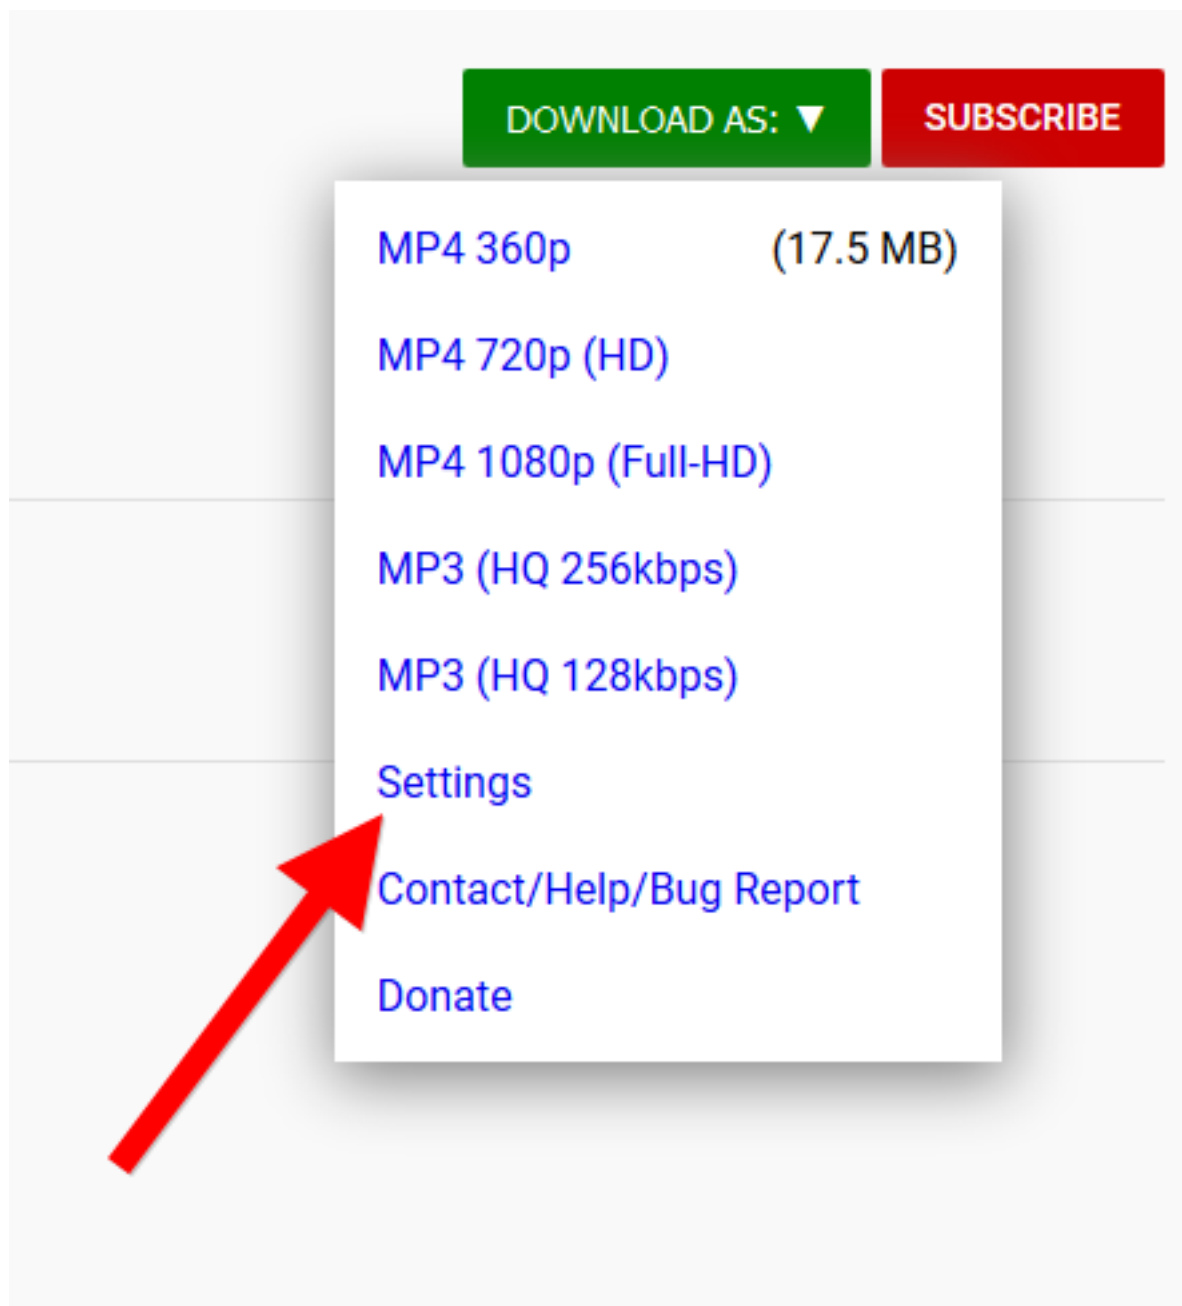 DOWNLOAD AS: ▼ SUBSCRIBE
MP4 360p (17.5 MB)
MP4 720p (HD)
MP4 1080p (Full-HD)
MP3 (HQ 256kbps)
MP3 (HQ 128kbps)
Settings
Contact/Help/Bug Report
Donate